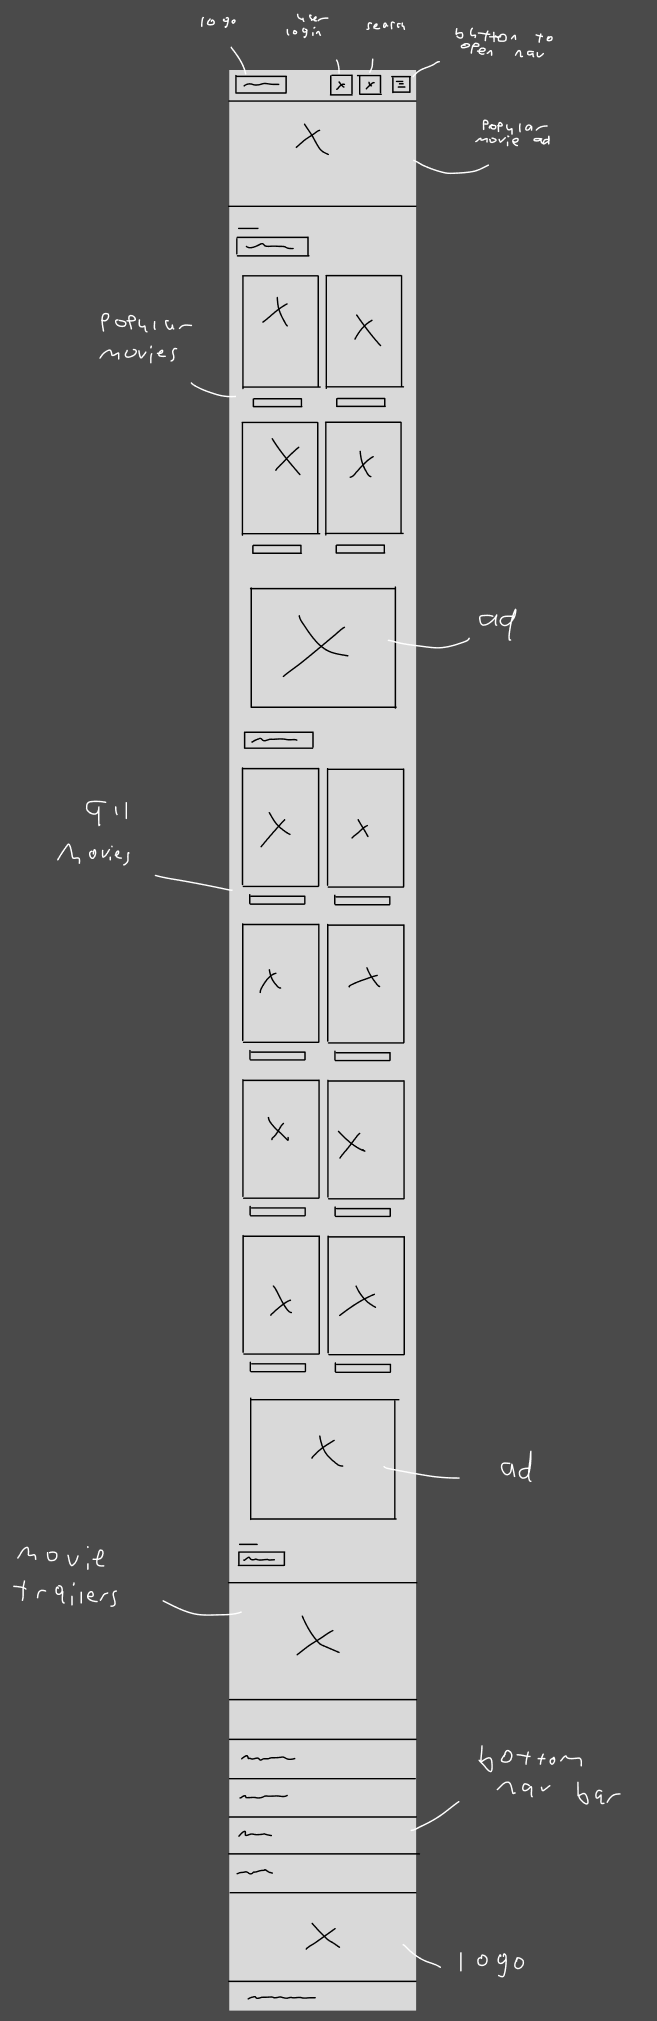 logo
user
login
search
button to
open nav
popular
movie ad
popular
movies
ad
all
movies
ad
movie
trailers
bottom
nav bar
logo